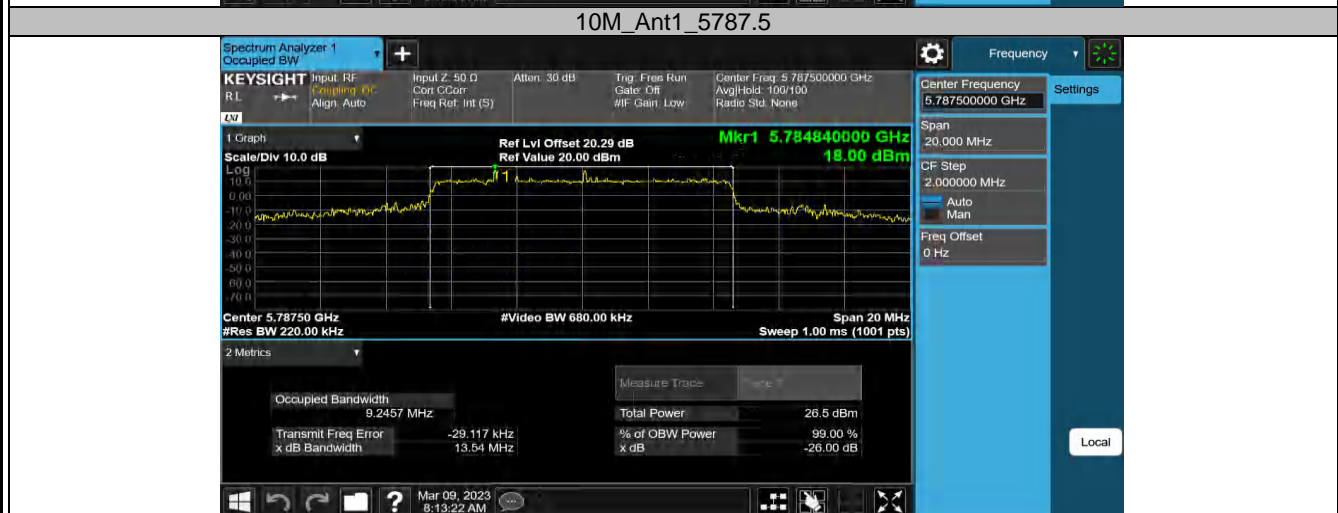 10M_Ant1_5787.5
Spectrum Analyzer 1
Occupied BW
+
Frequency
KEYSIGHT
RL
LXI
Input: RF
Coupling: DC
Align: Auto
Input Z: 50 Ω
Corr CCorr
Freq Ref: Int (S)
Atten: 30 dB
Trig: Free Run
Gate: Off
#IF Gain: Low
Center Freq: 5.787500000 GHz
Avg|Hold: 100/100
Radio Std: None
Center Frequency
5.787500000 GHz
Settings
Span
20.000 MHz
CF Step
2.000000 MHz
Auto
Man
Freq Offset
0 Hz
Local
1 Graph
Scale/Div 10.0 dB
Ref Lvl Offset 20.29 dB
Ref Value 20.00 dBm
Mkr1 5.784840000 GHz
18.00 dBm
Log
10.0
0.00
-10.0
-20.0
-30.0
-40.0
-50.0
-60.0
-70.0
1
Center 5.78750 GHz
#Res BW 220.00 kHz
#Video BW 680.00 kHz
Span 20 MHz
Sweep 1.00 ms (1001 pts)
2 Metrics
Measure Trace
Occupied Bandwidth
9.2457 MHz
Total Power 26.5 dBm
Transmit Freq Error -29.117 kHz
% of OBW Power 99.00 %
x dB Bandwidth 13.54 MHz
x dB -26.00 dB
?
Mar 09, 2023
8:13:22 AM